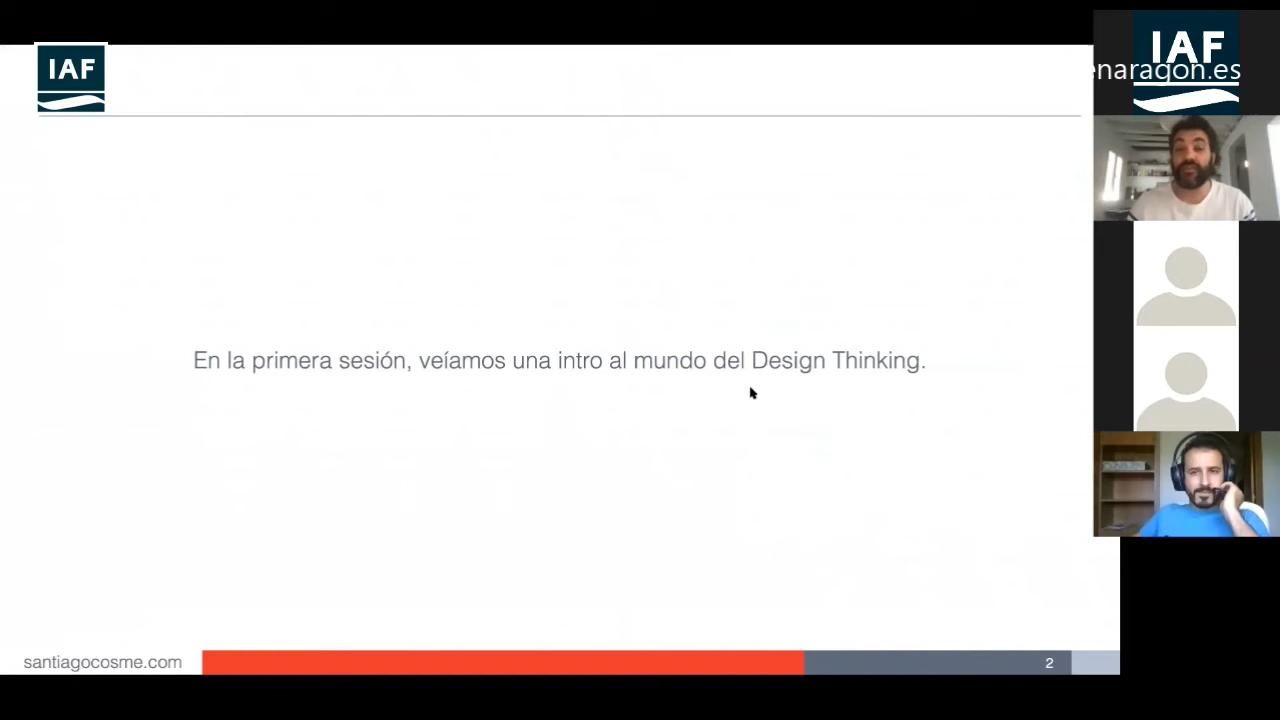 IAF
IAF
enaragon.es
En la primera sesión, veíamos una intro al mundo del Design Thinking.
santiagocosme.com
2